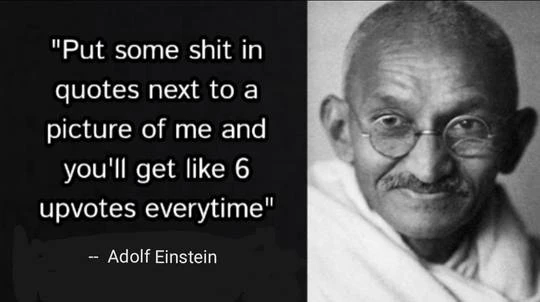 "Put some shit in
quotes next to a
picture of me and
you'll get like 6
upvotes everytime"
-- Adolf Einstein